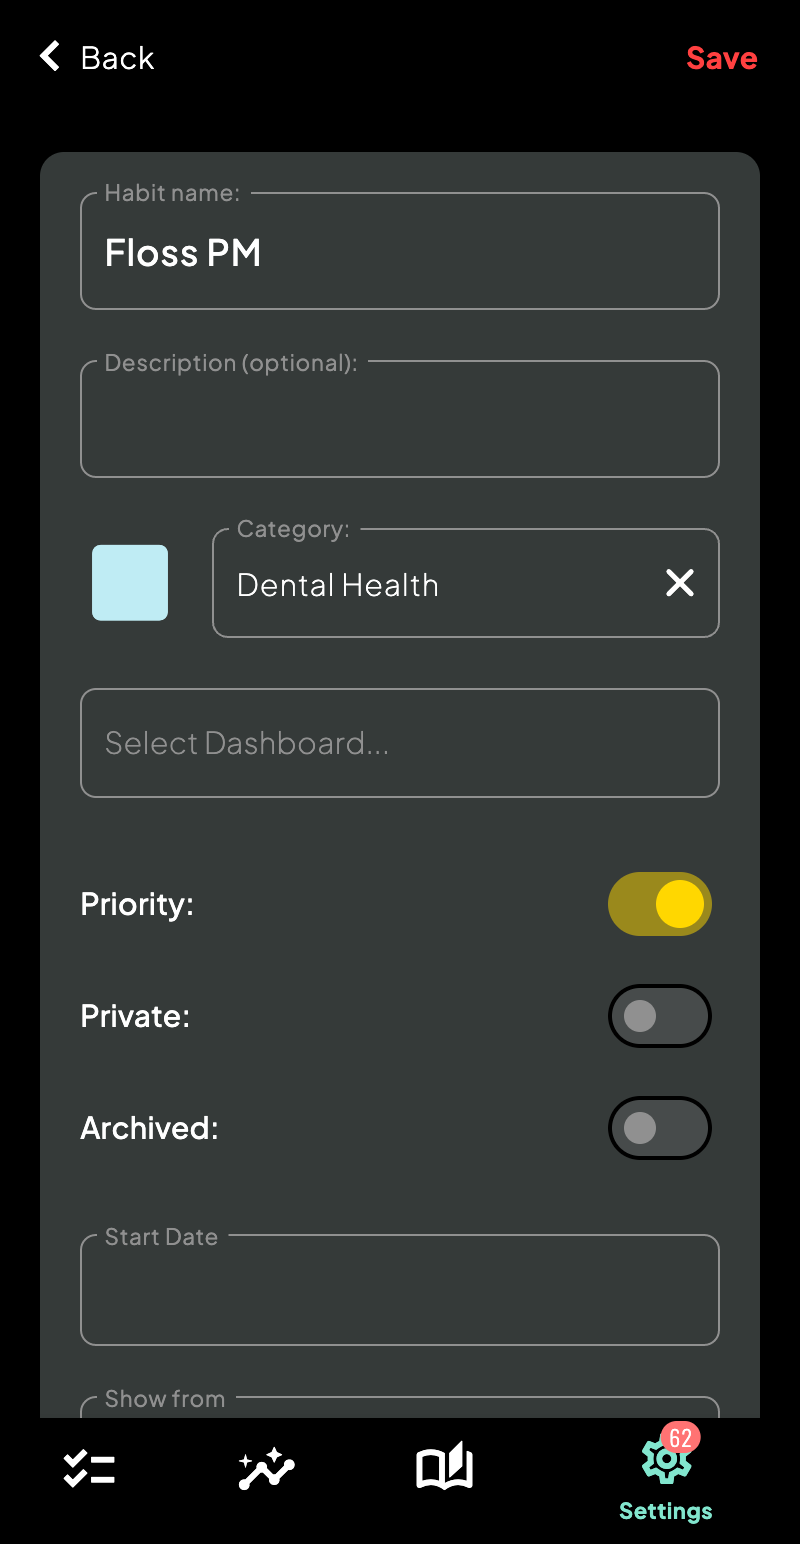 Back
Save
Habit name:
Floss PM
Description (optional):
Category:
Dental Health
Select Dashboard...
Priority:
Private:
Archived:
Start Date
Show from
62
Settings